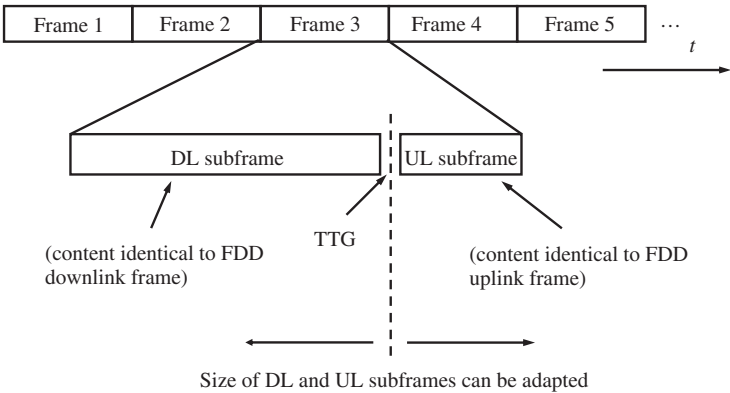 Frame 1 Frame 2 Frame 3 Frame 4 Frame 5 ...
t
DL subframe UL subframe
TTG
(content identical to FDD
downlink frame)
(content identical to FDD
uplink frame)
Size of DL and UL subframes can be adapted